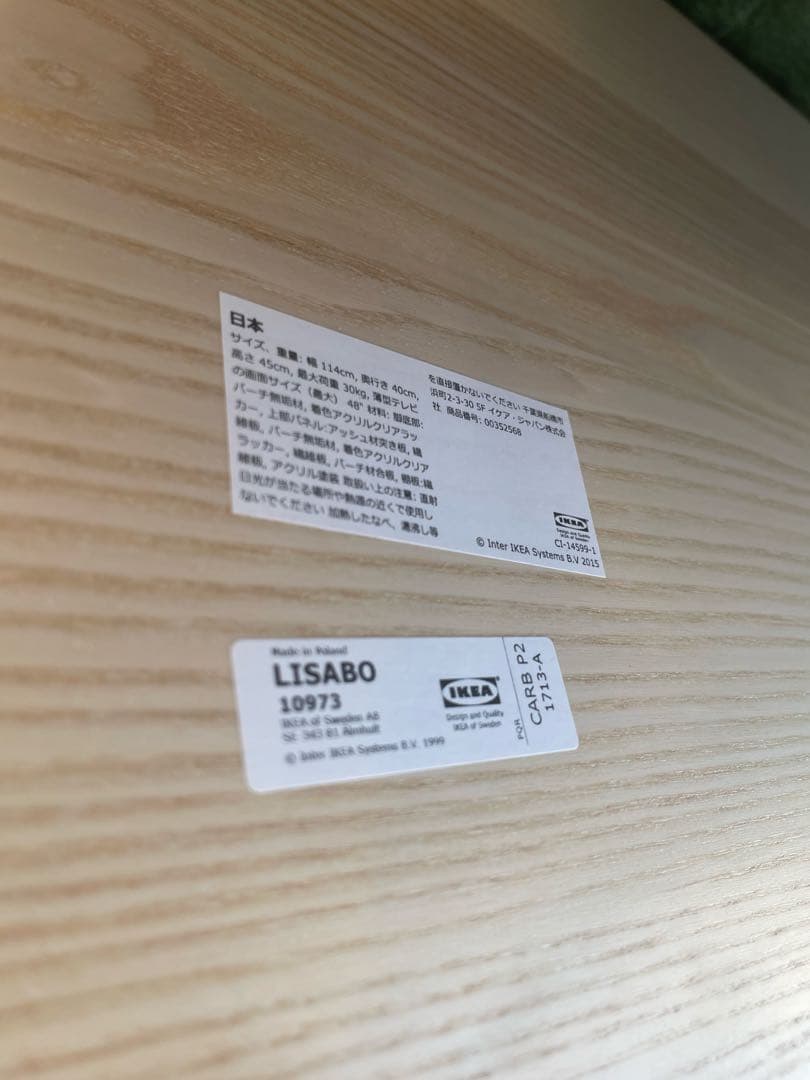 日本
サイズ、重量: 幅 114cm, 奥行き 40cm,
高さ 45cm, 最大荷重 30kg, 薄型テレビ
の画面サイズ（最大） 48" 材料: 脚底部:
バーチ無垢材, 着色アクリルクリアラッ
カー, 上部パネル:アッシュ材突き板, 繊
維板, バーチ無垢材, 着色アクリルクリア
ラッカー, 繊維板, バーチ材合板, 棚板:繊
維板, アクリル塗装 取扱い上の注意: 直射
日光が当たる場所や熱源の近くで使用し
ないでください 加熱したなべ、湯沸し等
を直接置かないでください 千葉県船橋市
浜町2-3-30 5F イケア・ジャパン株式会
社 商品番号: 00352568
IKEA
Design and Quality
IKEA of Sweden
CI-14599-1
© Inter IKEA Systems B.V 2015
Made in Poland
LISABO
10973
IKEA of Sweden AB
SE 343 81 Älmhult
© Inter IKEA Systems B.V. 1999
IKEA
Design and Quality
IKEA of Sweden
PQR
CARB P2
1713-A